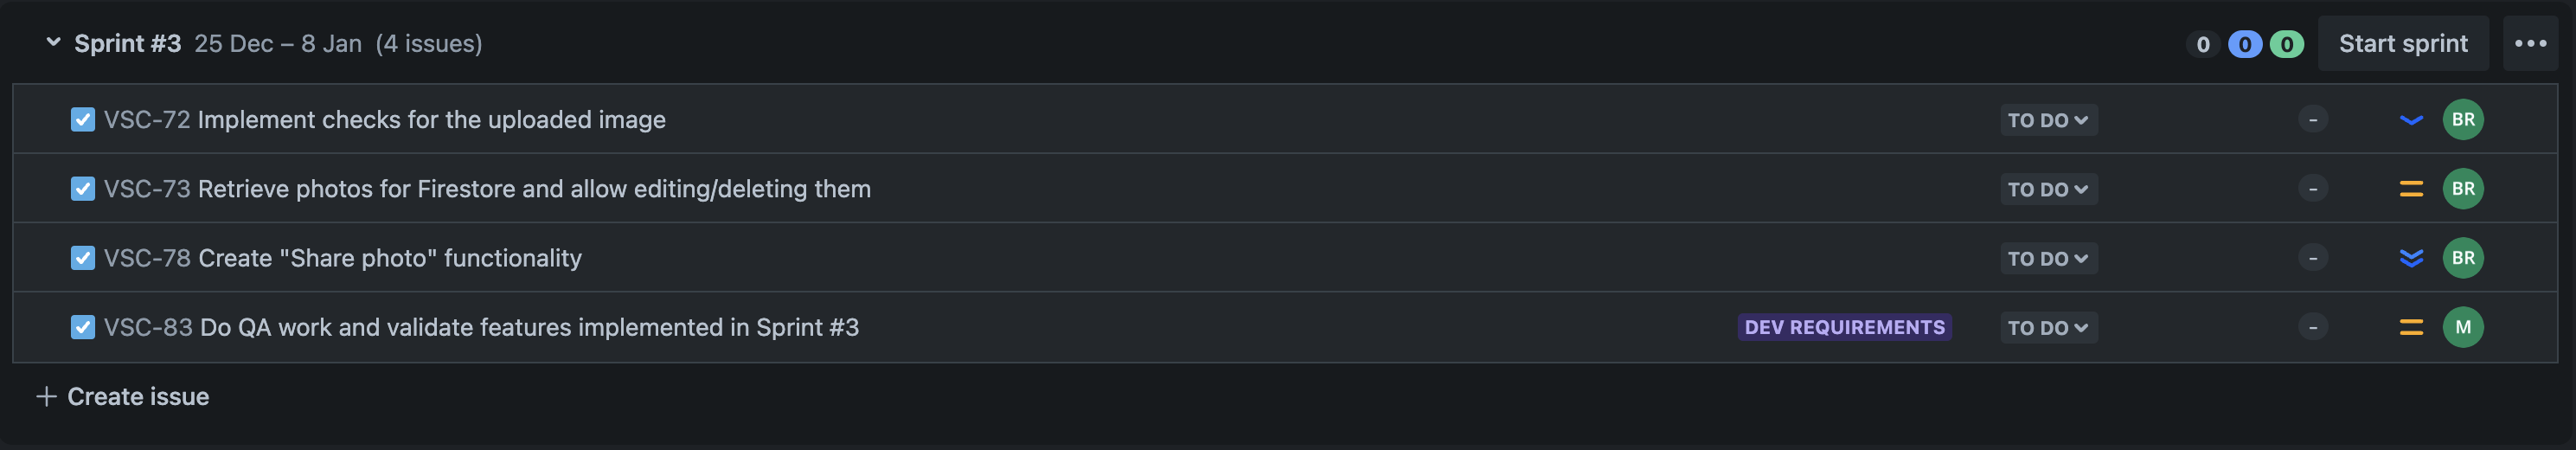 Sprint #3 25 Dec – 8 Jan (4 issues) 0 0 0 Start sprint •••
VSC-72 Implement checks for the uploaded image TO DO - BR
VSC-73 Retrieve photos for Firestore and allow editing/deleting them TO DO - BR
VSC-78 Create "Share photo" functionality TO DO - BR
VSC-83 Do QA work and validate features implemented in Sprint #3 DEV REQUIREMENTS TO DO - M
+ Create issue